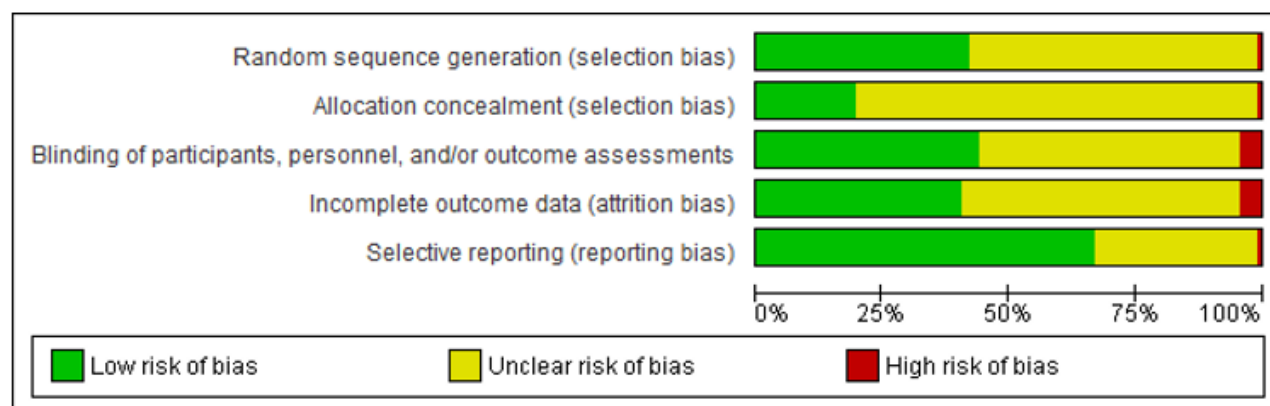 Random sequence generation (selection bias)
Allocation concealment (selection bias)
Blinding of participants, personnel, and/or outcome assessments
Incomplete outcome data (attrition bias)
Selective reporting (reporting bias)
0% 25% 50% 75% 100%
Low risk of bias Unclear risk of bias High risk of bias